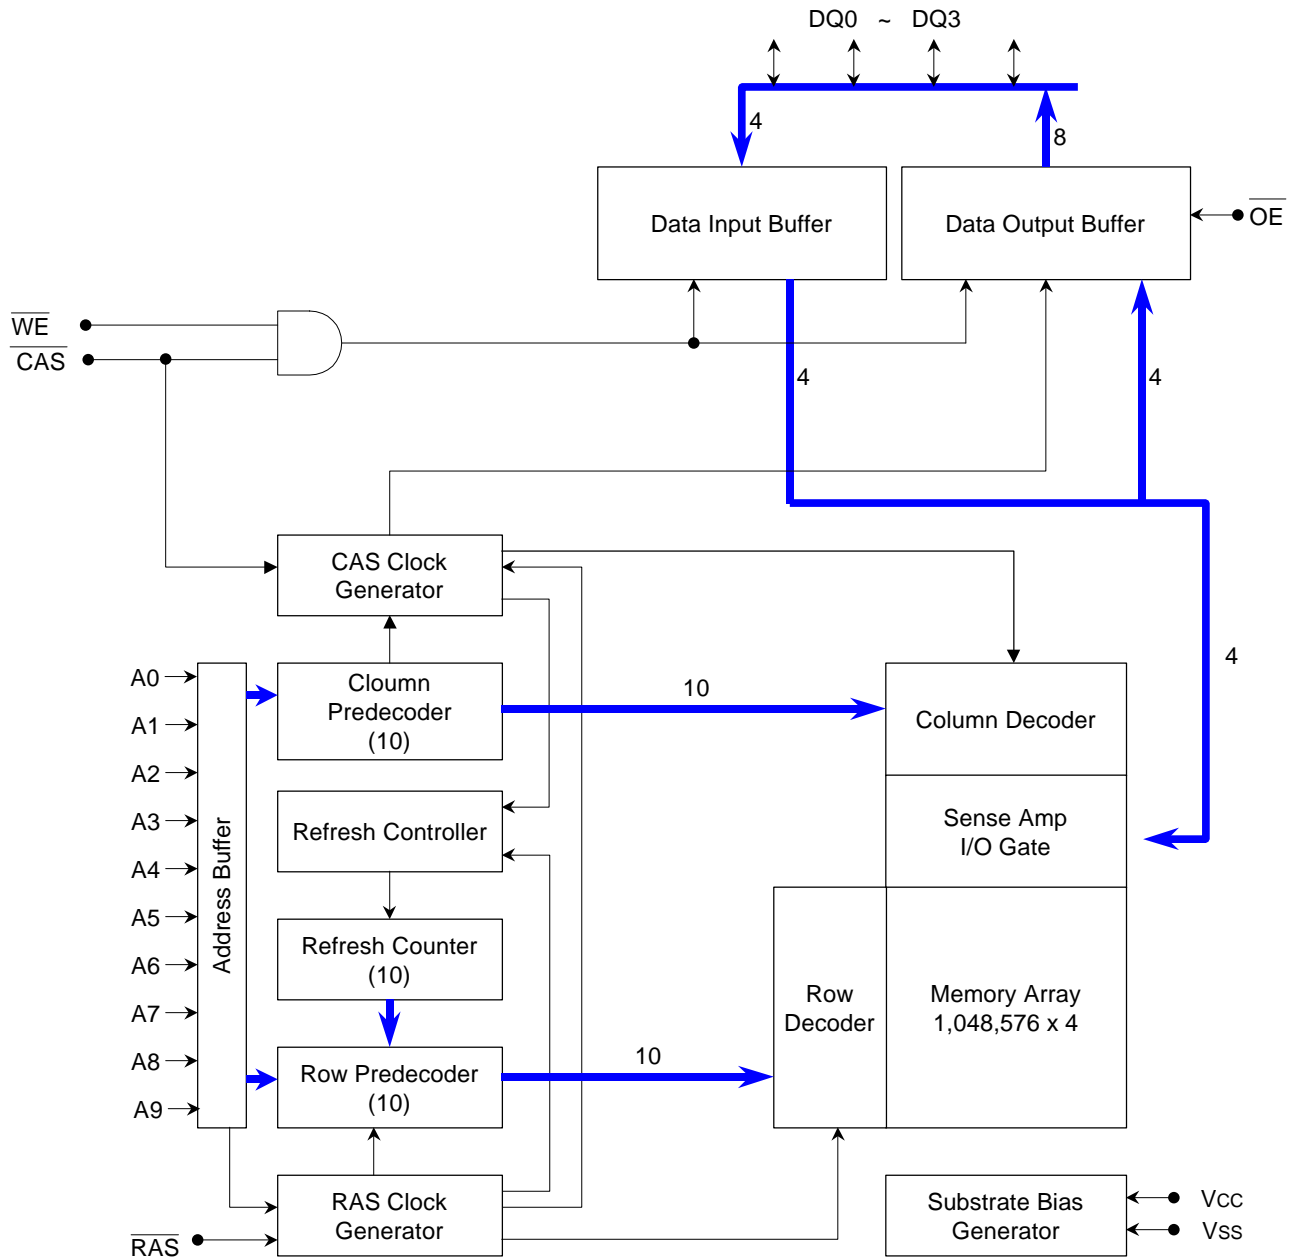 DQ0 ~ DQ3
4
8
Data Input Buffer
Data Output Buffer
OE
WE
CAS
4
4
CAS Clock
Generator
4
A0
A1
A2
A3
A4
A5
A6
A7
A8
A9
Address Buffer
Cloumn
Predecoder
(10)
10
Column Decoder
Refresh Controller
Sense Amp
I/O Gate
Refresh Counter
(10)
Row
Decoder
Memory Array
1,048,576 x 4
Row Predecoder
(10)
10
RAS Clock
Generator
RAS
Substrate Bias
Generator
VCC
VSS